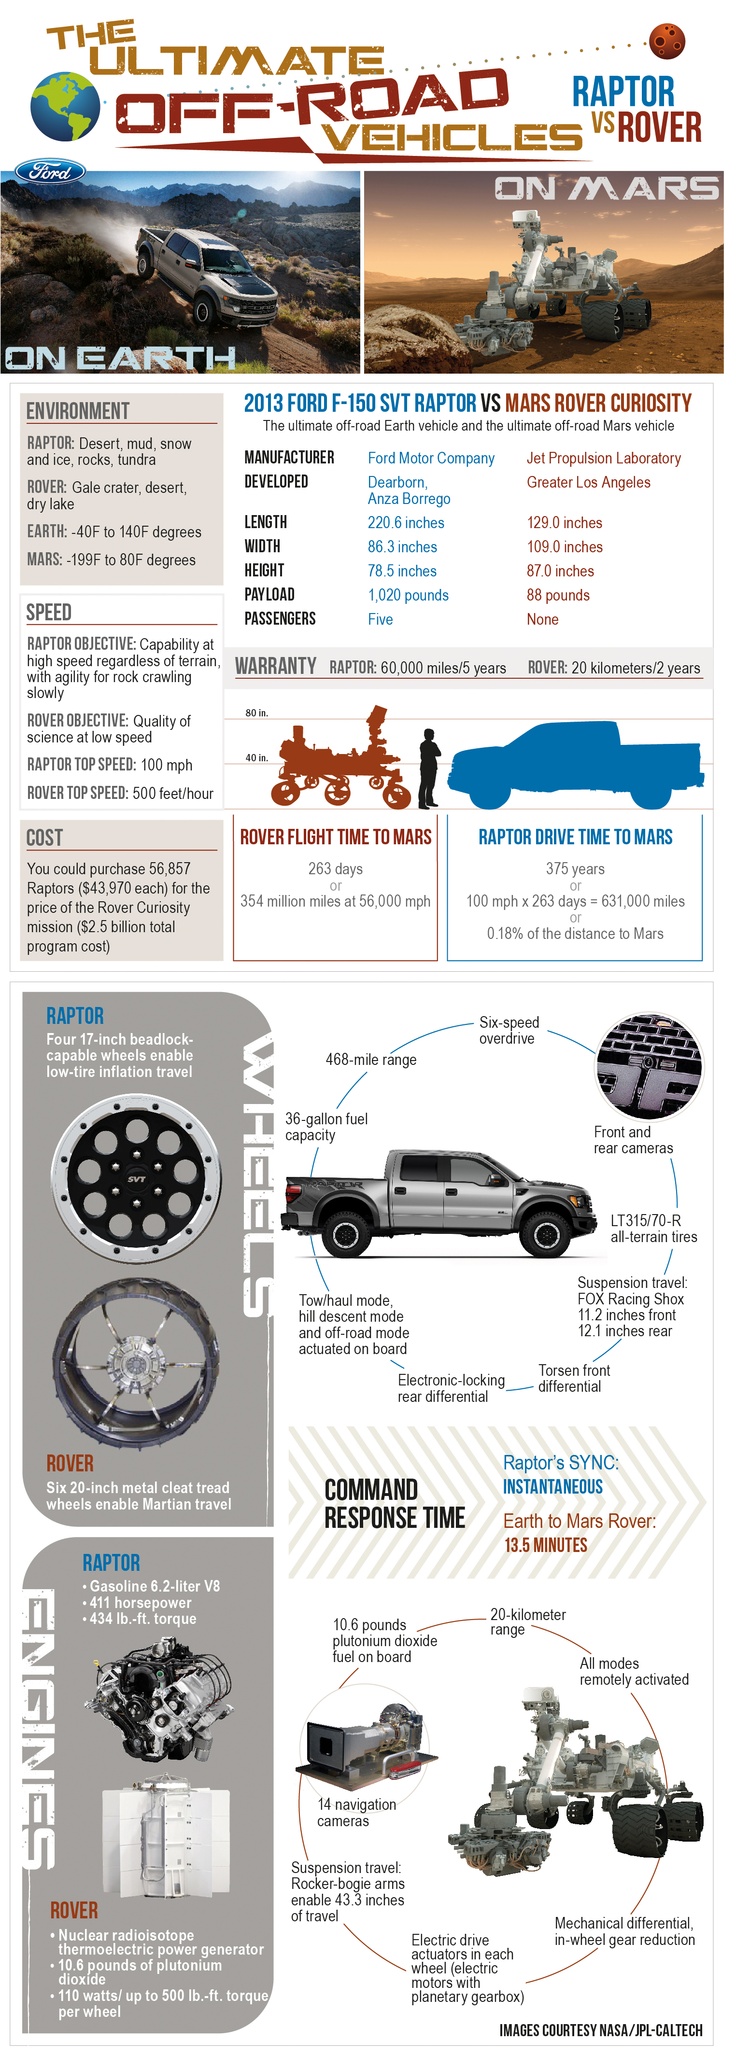 THE
ULTIMATE
OFF-ROAD
VEHICLES
RAPTOR
VS ROVER
Ford
ON EARTH
ON MARS
ENVIRONMENT
RAPTOR: Desert, mud, snow
and ice, rocks, tundra
ROVER: Gale crater, desert,
dry lake
EARTH: -40F to 140F degrees
MARS: -199F to 80F degrees
2013 FORD F-150 SVT RAPTOR VS MARS ROVER CURIOSITY
The ultimate off-road Earth vehicle and the ultimate off-road Mars vehicle
MANUFACTURER Ford Motor Company Jet Propulsion Laboratory
DEVELOPED Dearborn, Greater Los Angeles
Anza Borrego
LENGTH 220.6 inches 129.0 inches
WIDTH 86.3 inches 109.0 inches
HEIGHT 78.5 inches 87.0 inches
PAYLOAD 1,020 pounds 88 pounds
PASSENGERS Five None
SPEED
RAPTOR OBJECTIVE: Capability at
high speed regardless of terrain,
with agility for rock crawling
slowly
ROVER OBJECTIVE: Quality of
science at low speed
RAPTOR TOP SPEED: 100 mph
ROVER TOP SPEED: 500 feet/hour
WARRANTY RAPTOR: 60,000 miles/5 years ROVER: 20 kilometers/2 years
80 in.
40 in.
COST
You could purchase 56,857
Raptors ($43,970 each) for the
price of the Rover Curiosity
mission ($2.5 billion total
program cost)
ROVER FLIGHT TIME TO MARS
263 days
or
354 million miles at 56,000 mph
RAPTOR DRIVE TIME TO MARS
375 years
or
100 mph x 263 days = 631,000 miles
or
0.18% of the distance to Mars
WHEELS
RAPTOR
Four 17-inch beadlock-
capable wheels enable
low-tire inflation travel
SVT
ROVER
Six 20-inch metal cleat tread
wheels enable Martian travel
Six-speed
overdrive
468-mile range
36-gallon fuel
capacity
Front and
rear cameras
LT315/70-R
all-terrain tires
Suspension travel:
FOX Racing Shox
11.2 inches front
12.1 inches rear
Torsen front
differential
Electronic-locking
rear differential
Tow/haul mode,
hill descent mode
and off-road mode
actuated on board
COMMAND
RESPONSE TIME
Raptor's SYNC:
INSTANTANEOUS
Earth to Mars Rover:
13.5 MINUTES
ENGINES
RAPTOR
• Gasoline 6.2-liter V8
• 411 horsepower
• 434 lb.-ft. torque
ROVER
• Nuclear radioisotope
thermoelectric power generator
• 10.6 pounds of plutonium
dioxide
• 110 watts/ up to 500 lb.-ft. torque
per wheel
10.6 pounds
plutonium dioxide
fuel on board
20-kilometer
range
All modes
remotely activated
14 navigation
cameras
Suspension travel:
Rocker-bogie arms
enable 43.3 inches
of travel
Electric drive
actuators in each
wheel (electric
motors with
planetary gearbox)
Mechanical differential,
in-wheel gear reduction
IMAGES COURTESY NASA/JPL-CALTECH